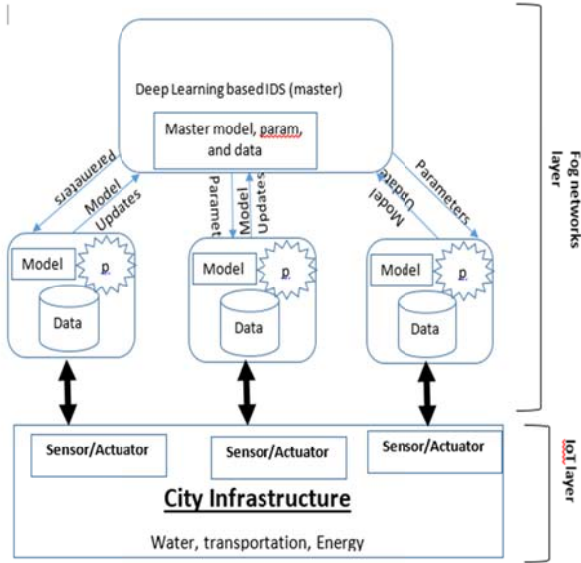 Deep Learning based IDS (master)
Master model, param,
and data
Parameters
Model
Updates
Paramet
Model
Updates
Model
Update
Parameters
Model
p
Data
Model
p
Data
Model
p
Data
Fog networks
layer
Sensor/Actuator
Sensor/Actuator
Sensor/Actuator
City Infrastructure
Water, transportation, Energy
IoT layer